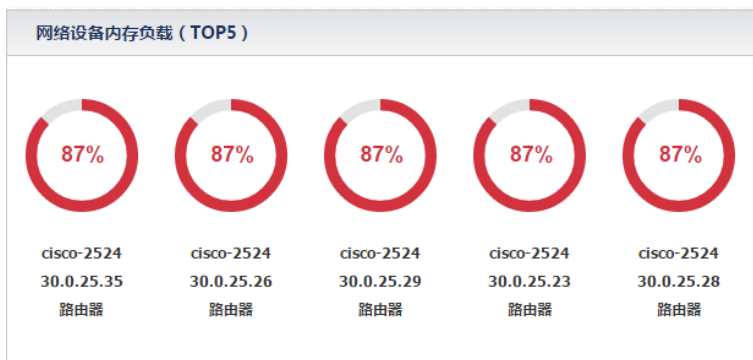 网络设备内存负载（TOP5）
87% 87% 87% 87% 87%
cisco-2524 cisco-2524 cisco-2524 cisco-2524 cisco-2524
30.0.25.35 30.0.25.26 30.0.25.29 30.0.25.23 30.0.25.28
路由器 路由器 路由器 路由器 路由器